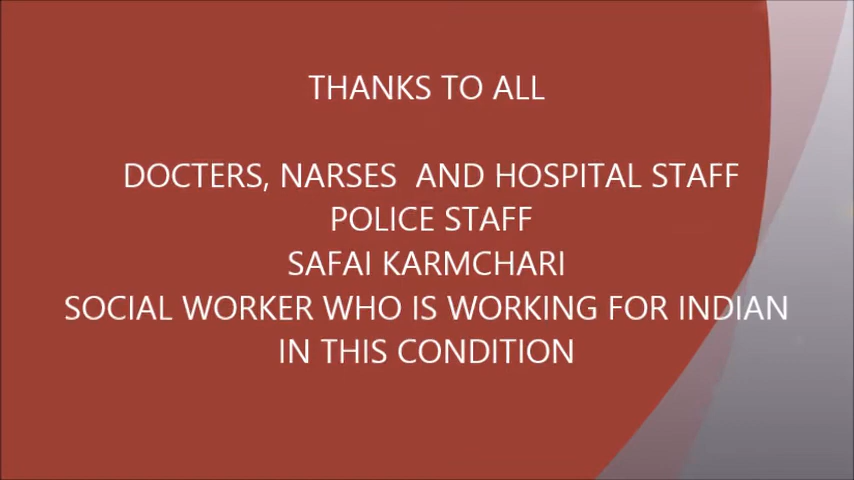 THANKS TO ALL
DOCTERS, NARSES AND HOSPITAL STAFF
POLICE STAFF
SAFAI KARMCHARI
SOCIAL WORKER WHO IS WORKING FOR INDIAN
IN THIS CONDITION